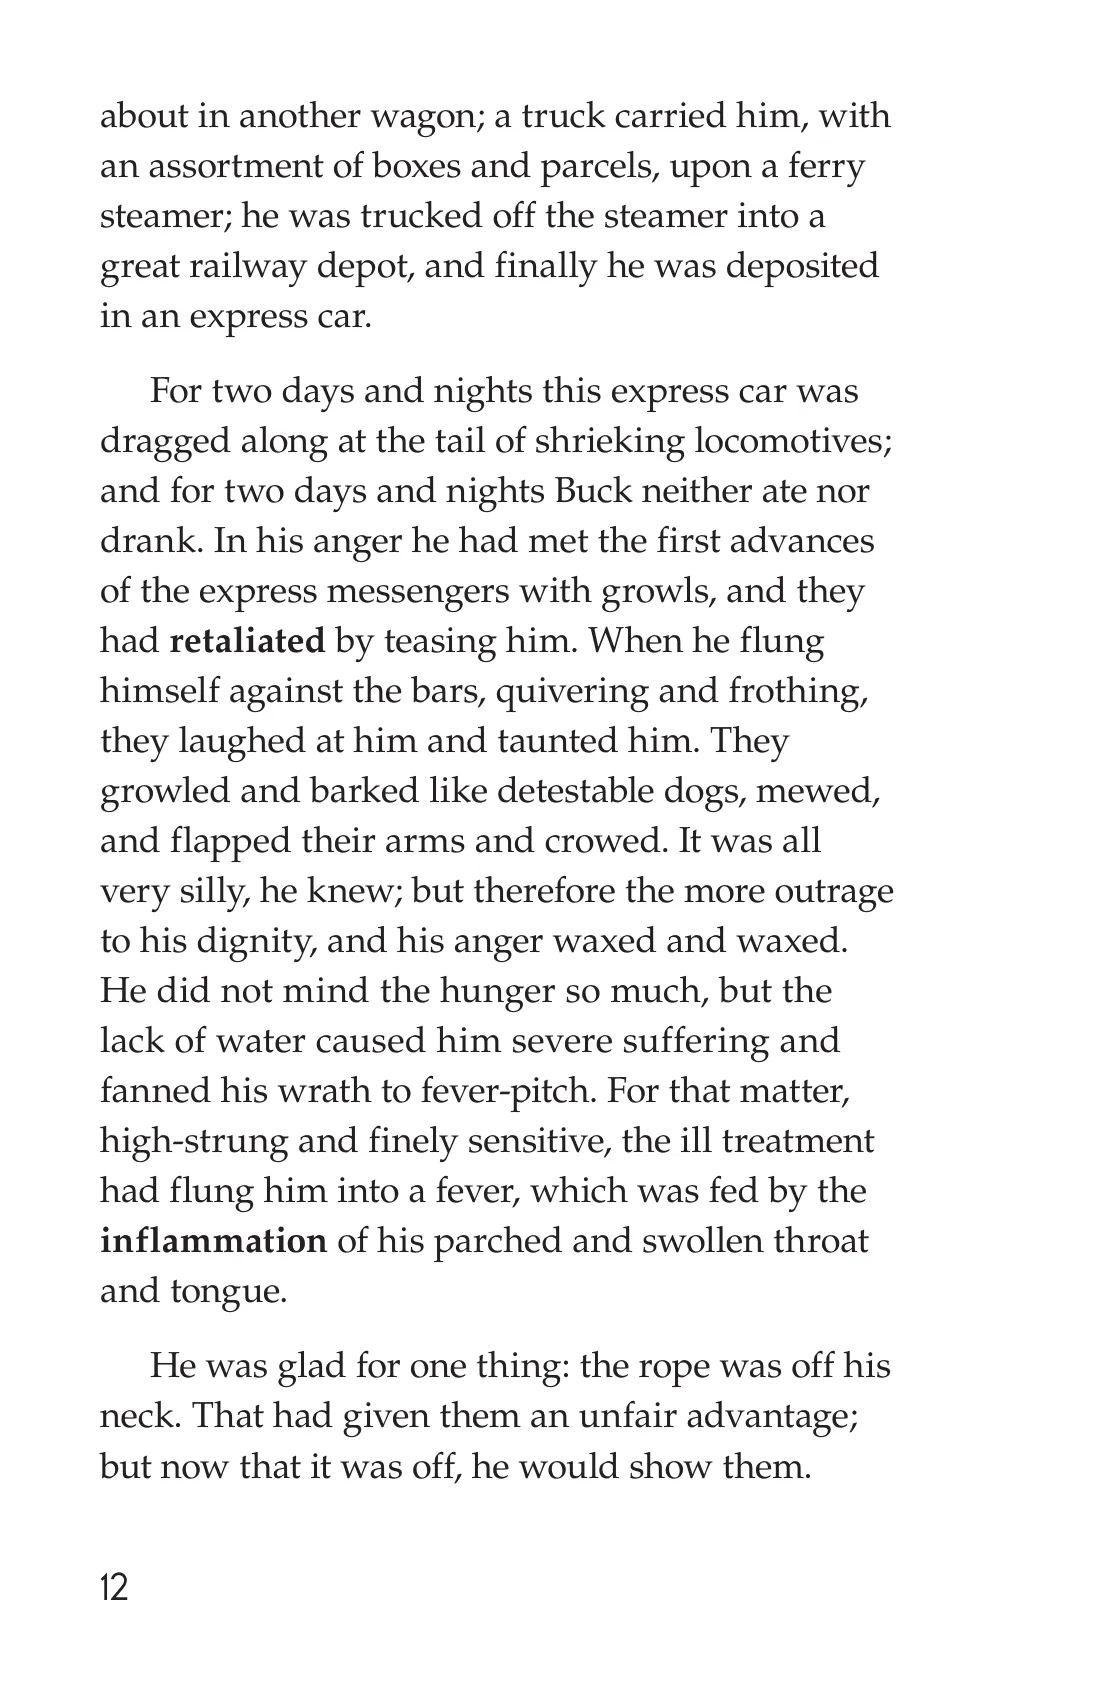 about in another wagon; a truck carried him, with
an assortment of boxes and parcels, upon a ferry
steamer; he was trucked off the steamer into a
great railway depot, and finally he was deposited
in an express car.
For two days and nights this express car was
dragged along at the tail of shrieking locomotives;
and for two days and nights Buck neither ate nor
drank. In his anger he had met the first advances
of the express messengers with growls, and they
had retaliated by teasing him. When he flung
himself against the bars, quivering and frothing,
they laughed at him and taunted him. They
growled and barked like detestable dogs, mewed,
and flapped their arms and crowed. It was all
very silly, he knew; but therefore the more outrage
to his dignity, and his anger waxed and waxed.
He did not mind the hunger so much, but the
lack of water caused him severe suffering and
fanned his wrath to fever-pitch. For that matter,
high-strung and finely sensitive, the ill treatment
had flung him into a fever, which was fed by the
inflammation of his parched and swollen throat
and tongue.
He was glad for one thing: the rope was off his
neck. That had given them an unfair advantage;
but now that it was off, he would show them.
12